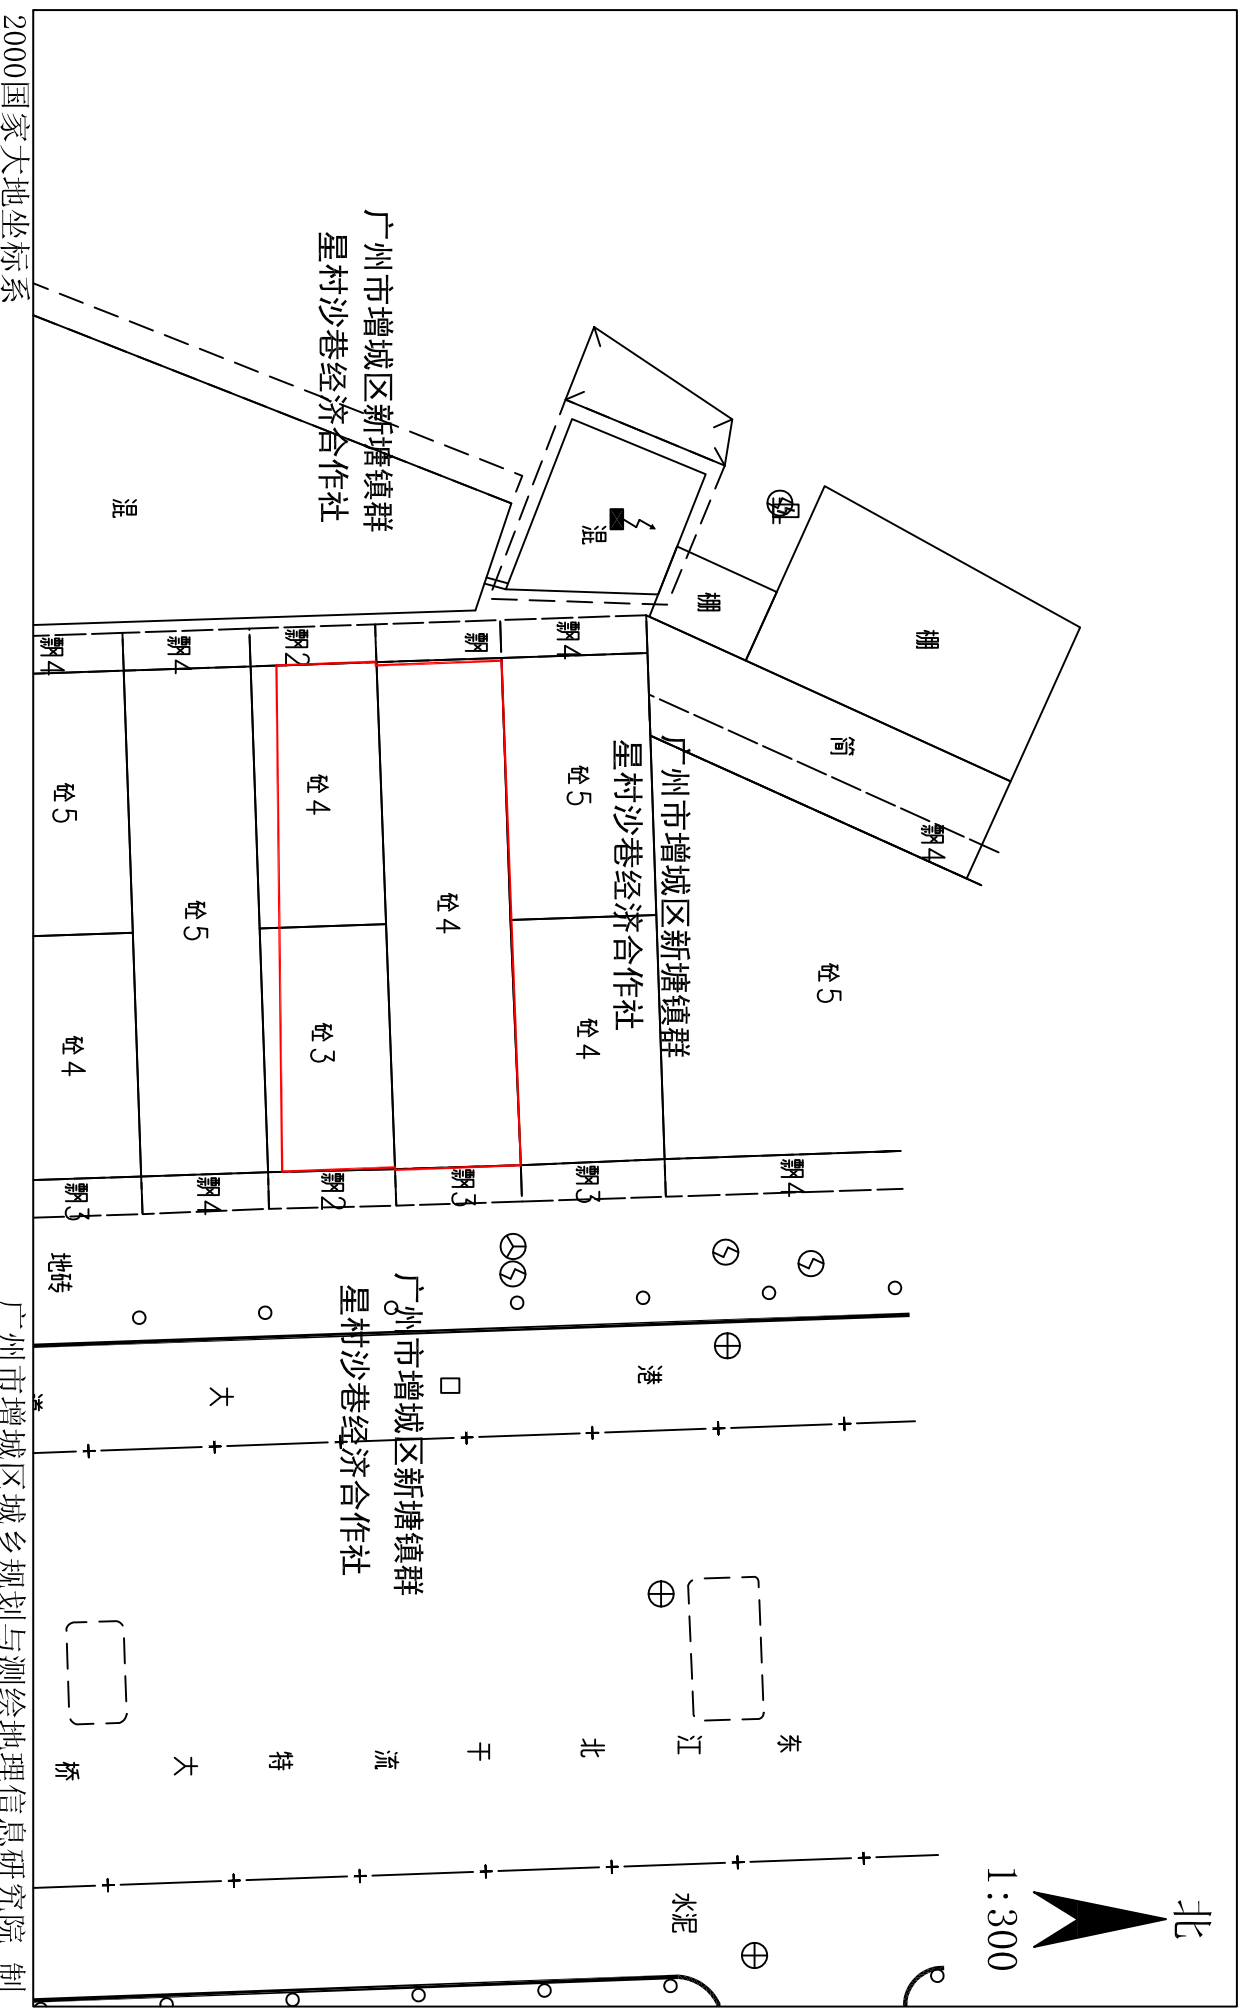 北
1:300
广州市增城区新塘镇群
星村沙巷经济合作社
混
混
棚
棚
简
飘4
飘4
飘4
飘2
飘
飘4
砼5
砼5
砼4
砼4
砼5
广州市增城区新塘镇群
星村沙巷经济合作社
砼5
砼4
砼3
砼4
飘3
飘4
飘2
飘3
飘3
飘4
地砖
广州市增城区新塘镇群
星村沙巷经济合作社
港
大
东
江
北
干
流
特
大
桥
水泥
2000国家大地坐标系
广州市增城区城乡规划与测绘地理信息研究院 制